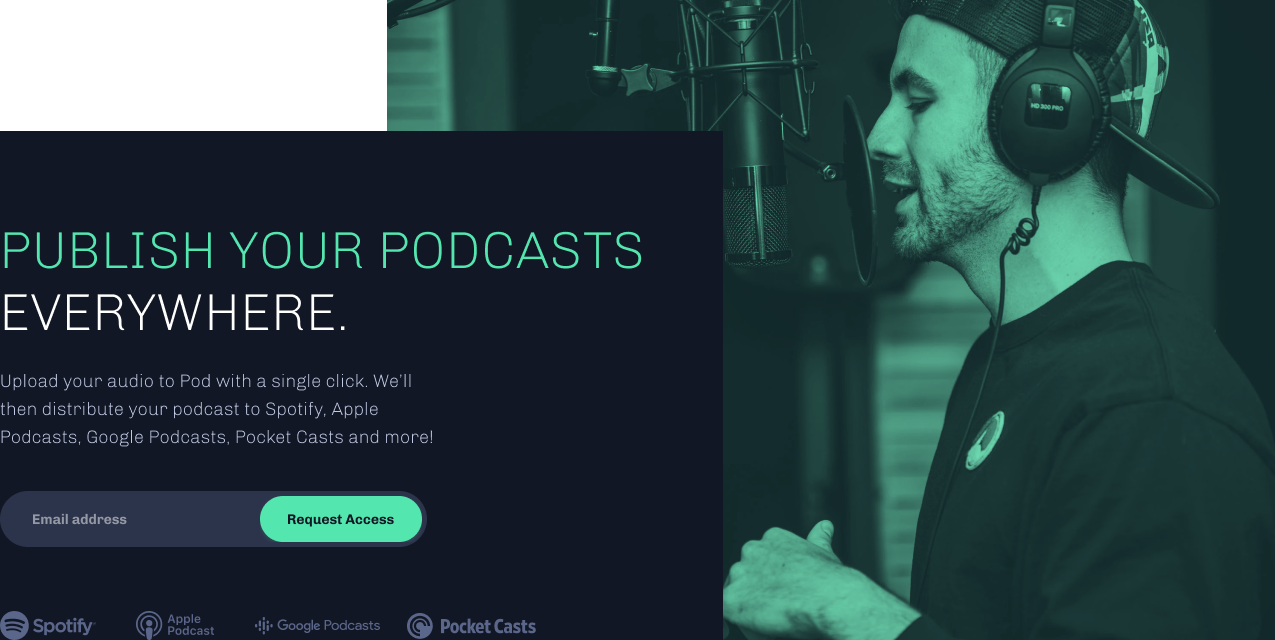 HD 300 PRO
PUBLISH YOUR PODCASTS
EVERYWHERE.
Upload your audio to Pod with a single click. We’ll
then distribute your podcast to Spotify, Apple
Podcasts, Google Podcasts, Pocket Casts and more!
Email address
Request Access
Spotify
Apple
Podcast
Google Podcasts
Pocket Casts